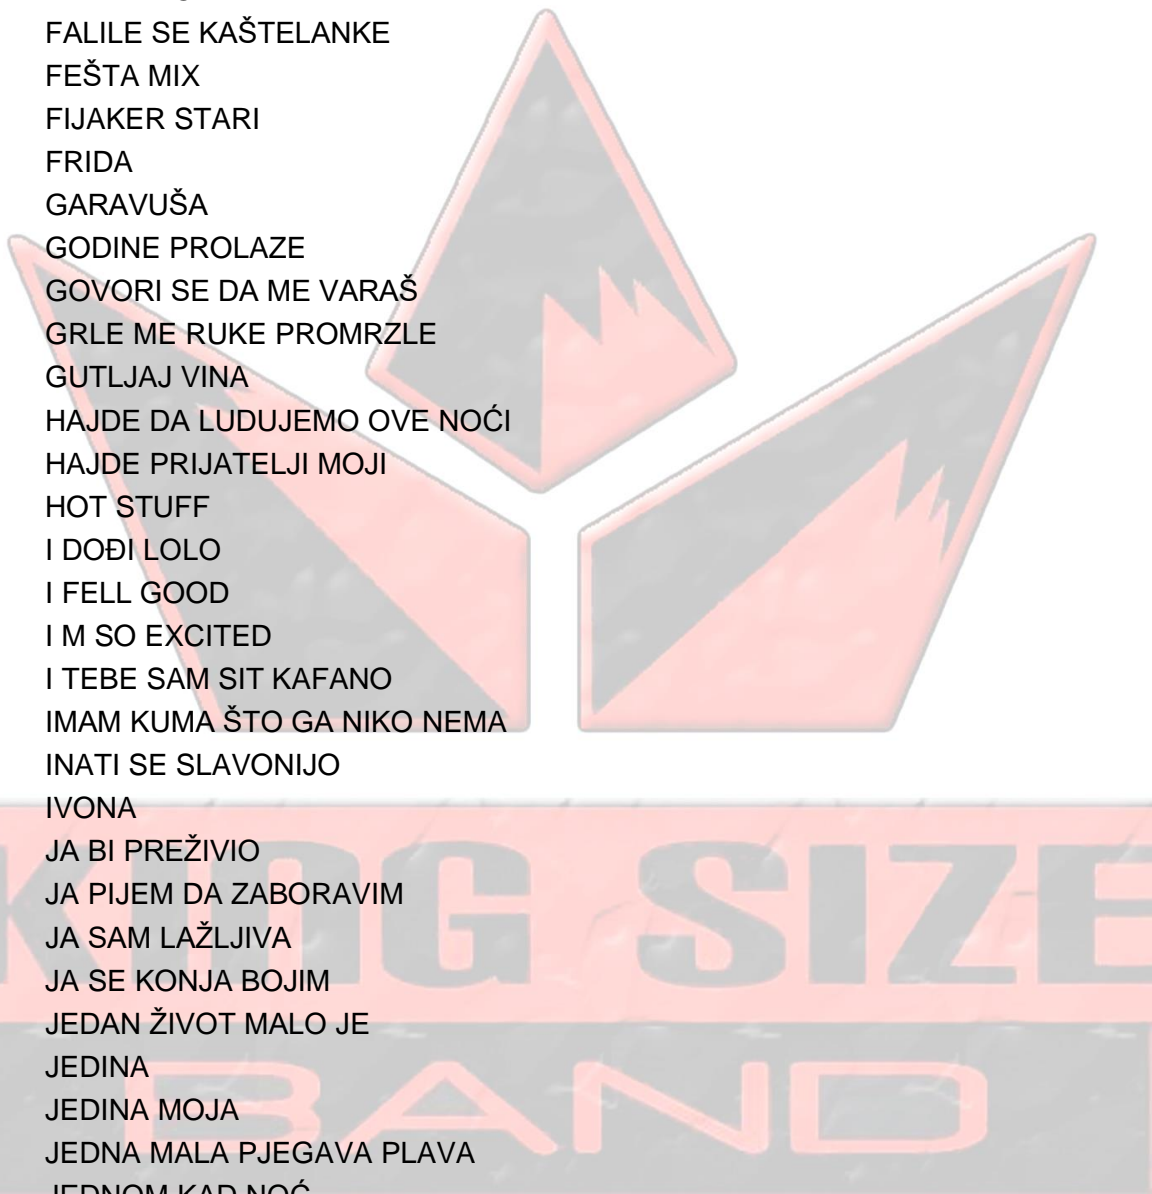 FALILE SE KAŠTELANKE
FEŠTA MIX
FIJAKER STARI
FRIDA
GARAVUŠA
GODINE PROLAZE
GOVORI SE DA ME VARAŠ
GRLE ME RUKE PROMRZLE
GUTLJAJ VINA
HAJDE DA LUDUJEMO OVE NOĆI
HAJDE PRIJATELJI MOJI
HOT STUFF
I DOĐI LOLO
I FELL GOOD
I M SO EXCITED
I TEBE SAM SIT KAFANO
IMAM KUMA ŠTO GA NIKO NEMA
INATI SE SLAVONIJO
IVONA
JA BI PREŽIVIO
JA PIJEM DA ZABORAVIM
JA SAM LAŽLJIVA
JA SE KONJA BOJIM
JEDAN ŽIVOT MALO JE
JEDINA
JEDINA MOJA
JEDNA MALA PJEGAVA PLAVA
JEDNOM KAD NOĆ
KING SIZE
BAND